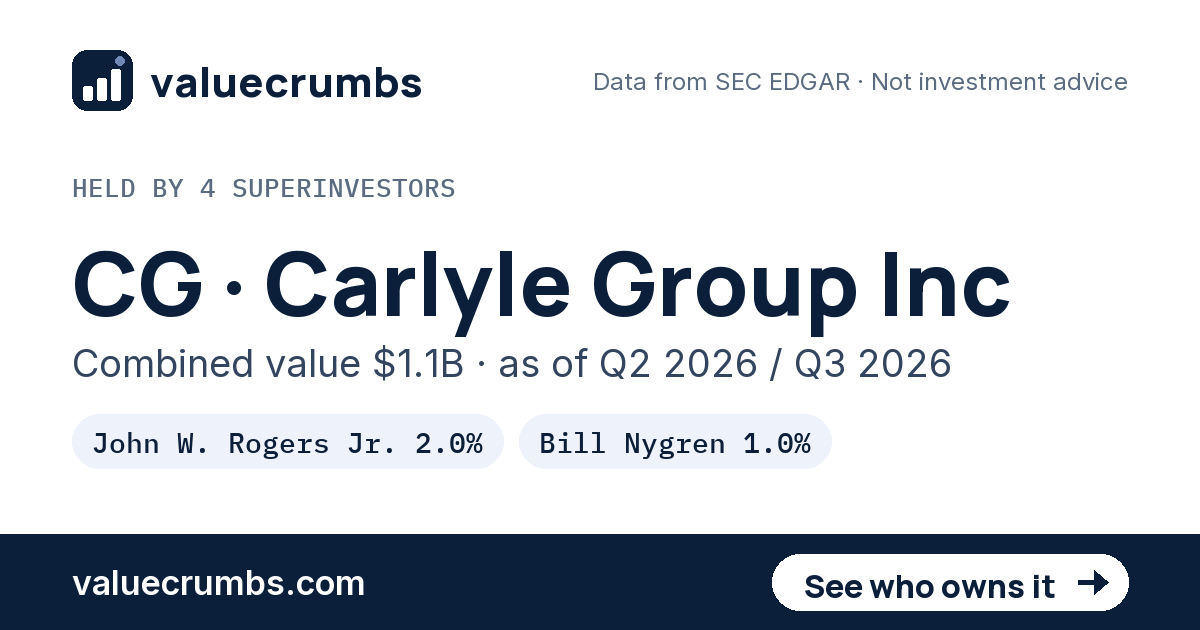 valuecrumbs
Data from SEC EDGAR · Not investment advice
HELD BY 4 SUPERINVESTORS
CG · Carlyle Group Inc
Combined value $1.1B · as of Q2 2026 / Q3 2026
John W. Rogers Jr. 2.0%
Bill Nygren 1.0%
valuecrumbs.com
See who owns it →